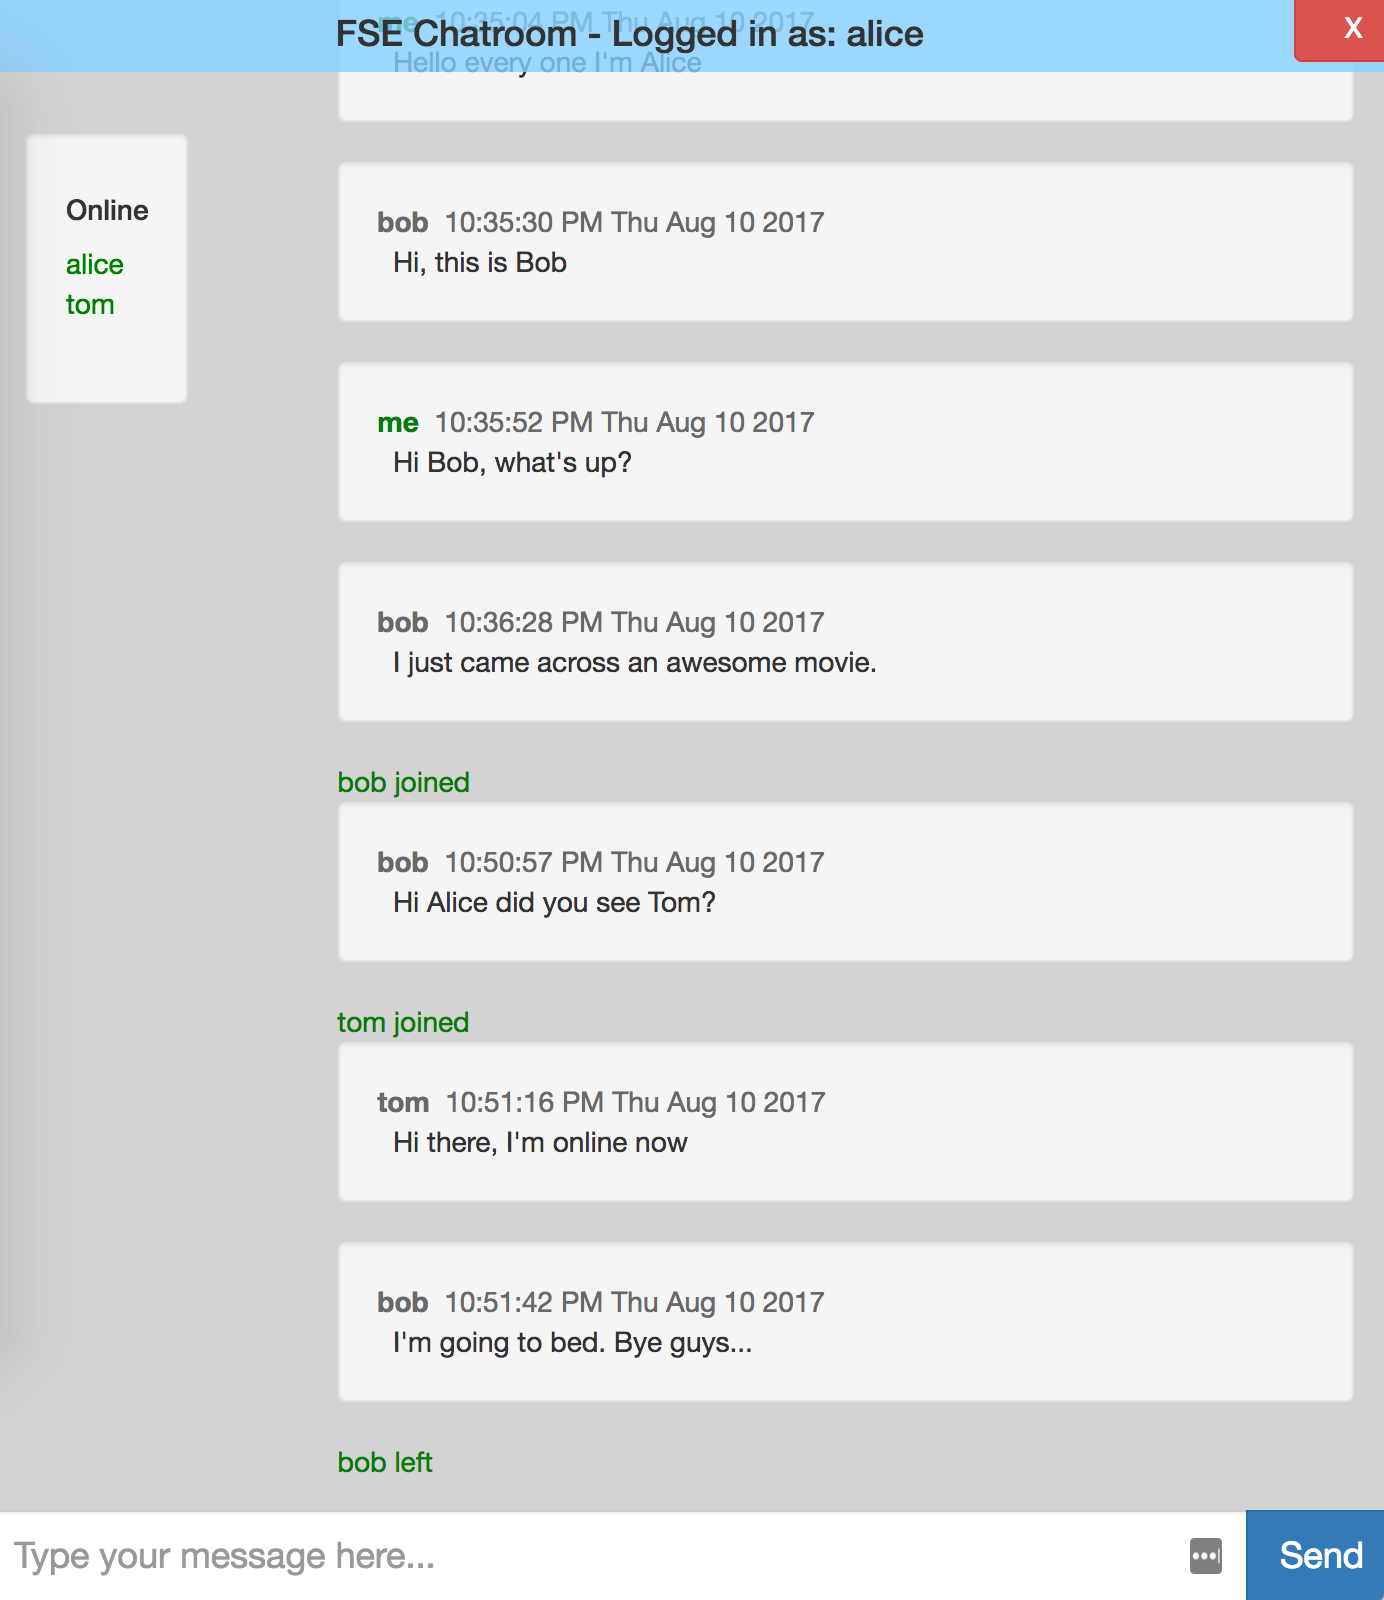 me 10:35:04 PM Thu Aug 10 2017
FSE Chatroom - Logged in as: alice
X
Hello every one I'm Alice
Online
alice
tom
bob 10:35:30 PM Thu Aug 10 2017
Hi, this is Bob
me 10:35:52 PM Thu Aug 10 2017
Hi Bob, what's up?
bob 10:36:28 PM Thu Aug 10 2017
I just came across an awesome movie.
bob joined
bob 10:50:57 PM Thu Aug 10 2017
Hi Alice did you see Tom?
tom joined
tom 10:51:16 PM Thu Aug 10 2017
Hi there, I'm online now
bob 10:51:42 PM Thu Aug 10 2017
I'm going to bed. Bye guys...
bob left
Type your message here...
Send